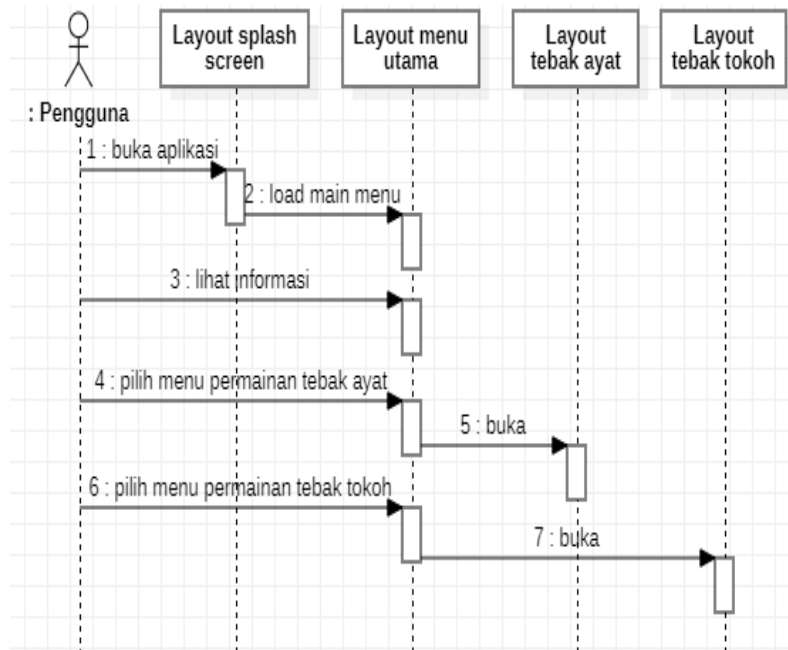 Layout splash
screen
Layout menu
utama
Layout
tebak ayat
Layout
tebak tokoh
: Pengguna
1 : buka aplikasi
2 : load main menu
3 : lihat informasi
4 : pilih menu permainan tebak ayat
5 : buka
6 : pilih menu permainan tebak tokoh
7 : buka